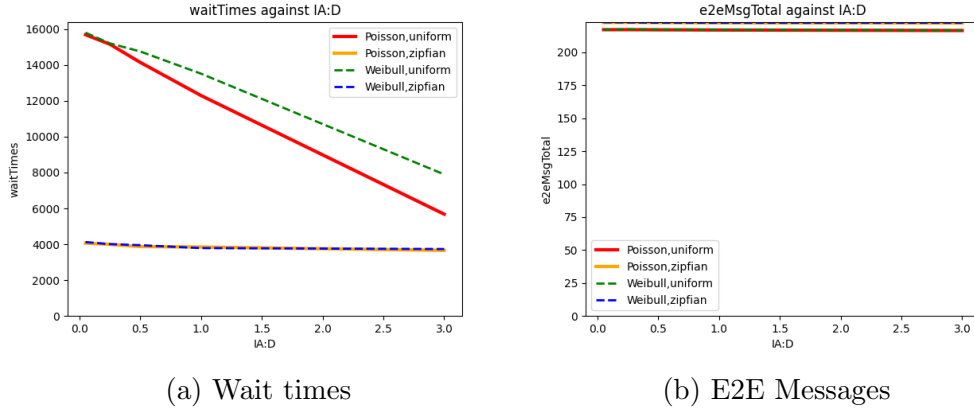 waitTimes against IA:D
waitTimes
16000
14000
12000
10000
8000
6000
4000
2000
0
Poisson,uniform
Poisson,zipfian
Weibull,uniform
Weibull,zipfian
0.0 0.5 1.0 1.5 2.0 2.5 3.0
IA:D
(a) Wait times
e2eMsgTotal against IA:D
e2eMsgTotal
200
175
150
125
100
75
50
25
0
Poisson,uniform
Poisson,zipfian
Weibull,uniform
Weibull,zipfian
0.0 0.5 1.0 1.5 2.0 2.5 3.0
IA:D
(b) E2E Messages